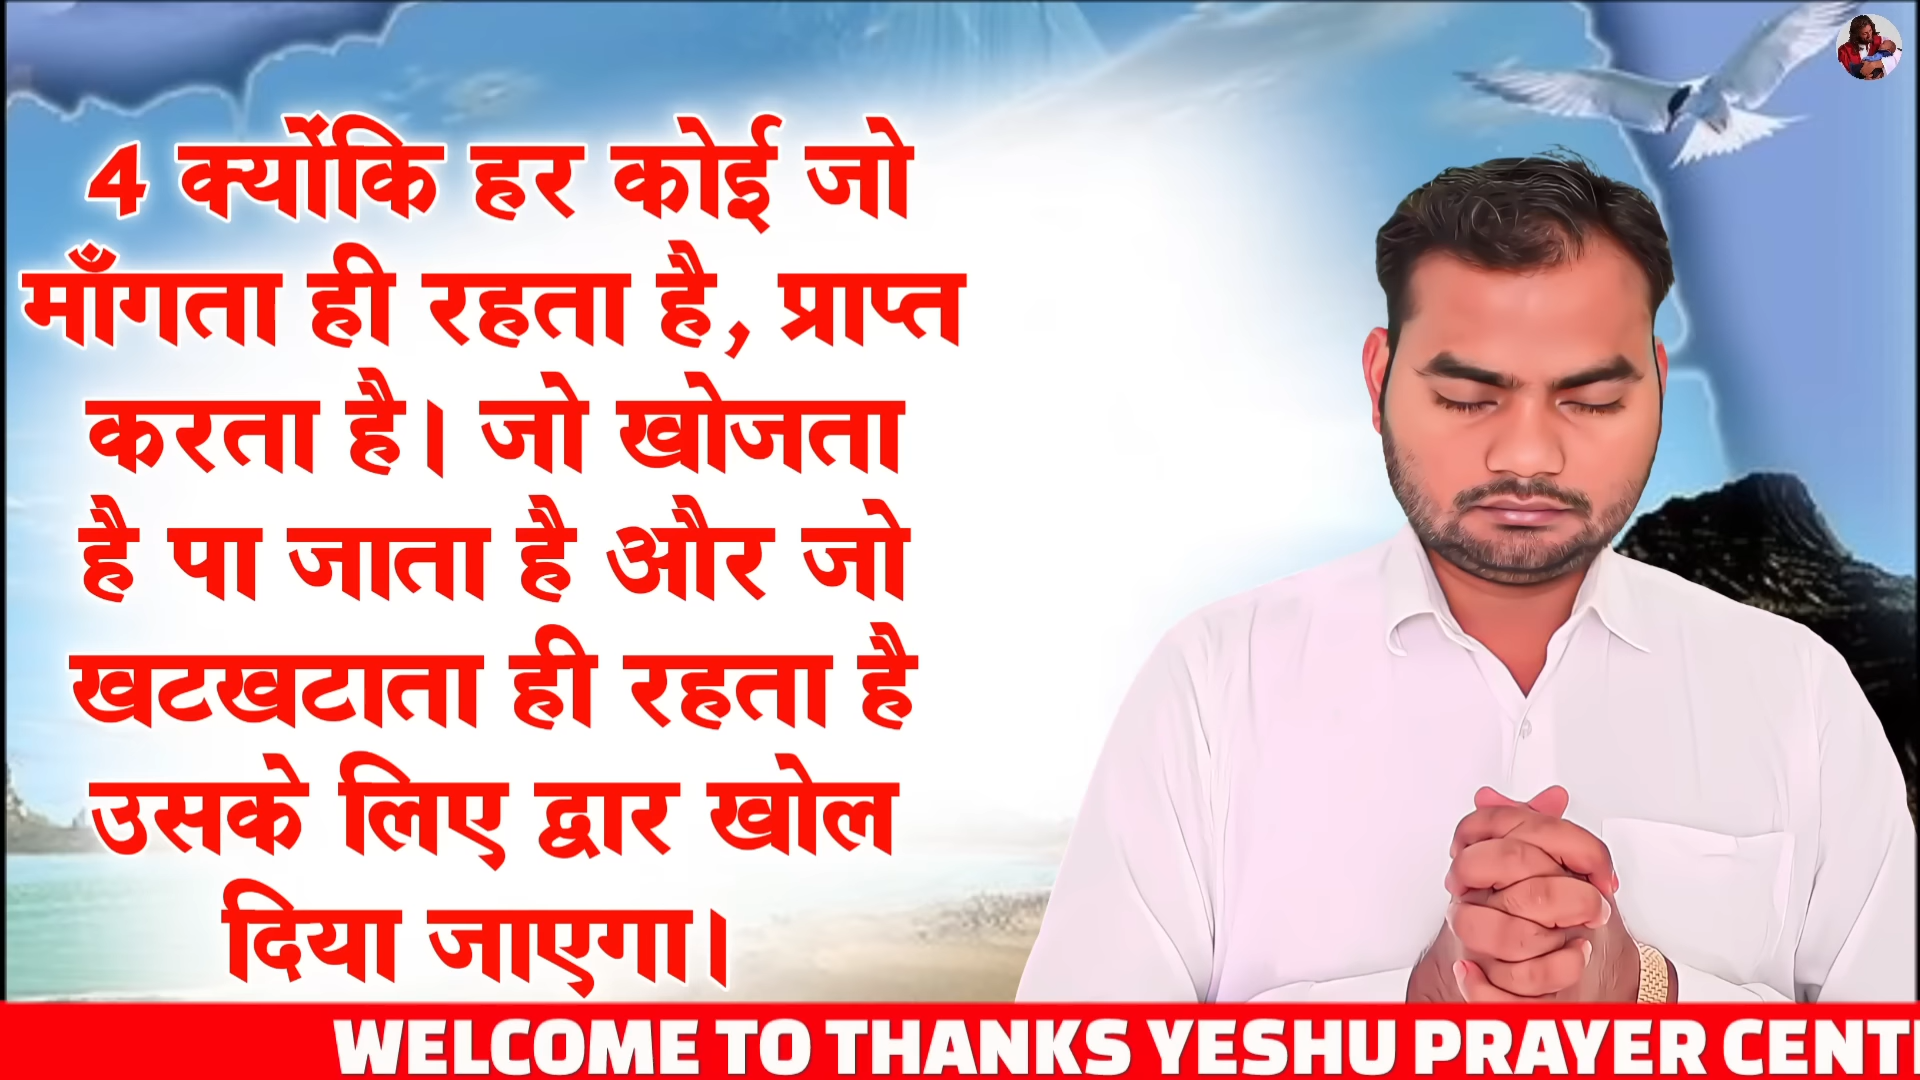 4 क्योंकि हर कोई जो
माँगता ही रहता है, प्राप्त
करता है। जो खोजता
है पा जाता है और जो
खटखटाता ही रहता है
उसके लिए द्वार खोल
दिया जाएगा।
WELCOME TO THANKS YESHU PRAYER CENT